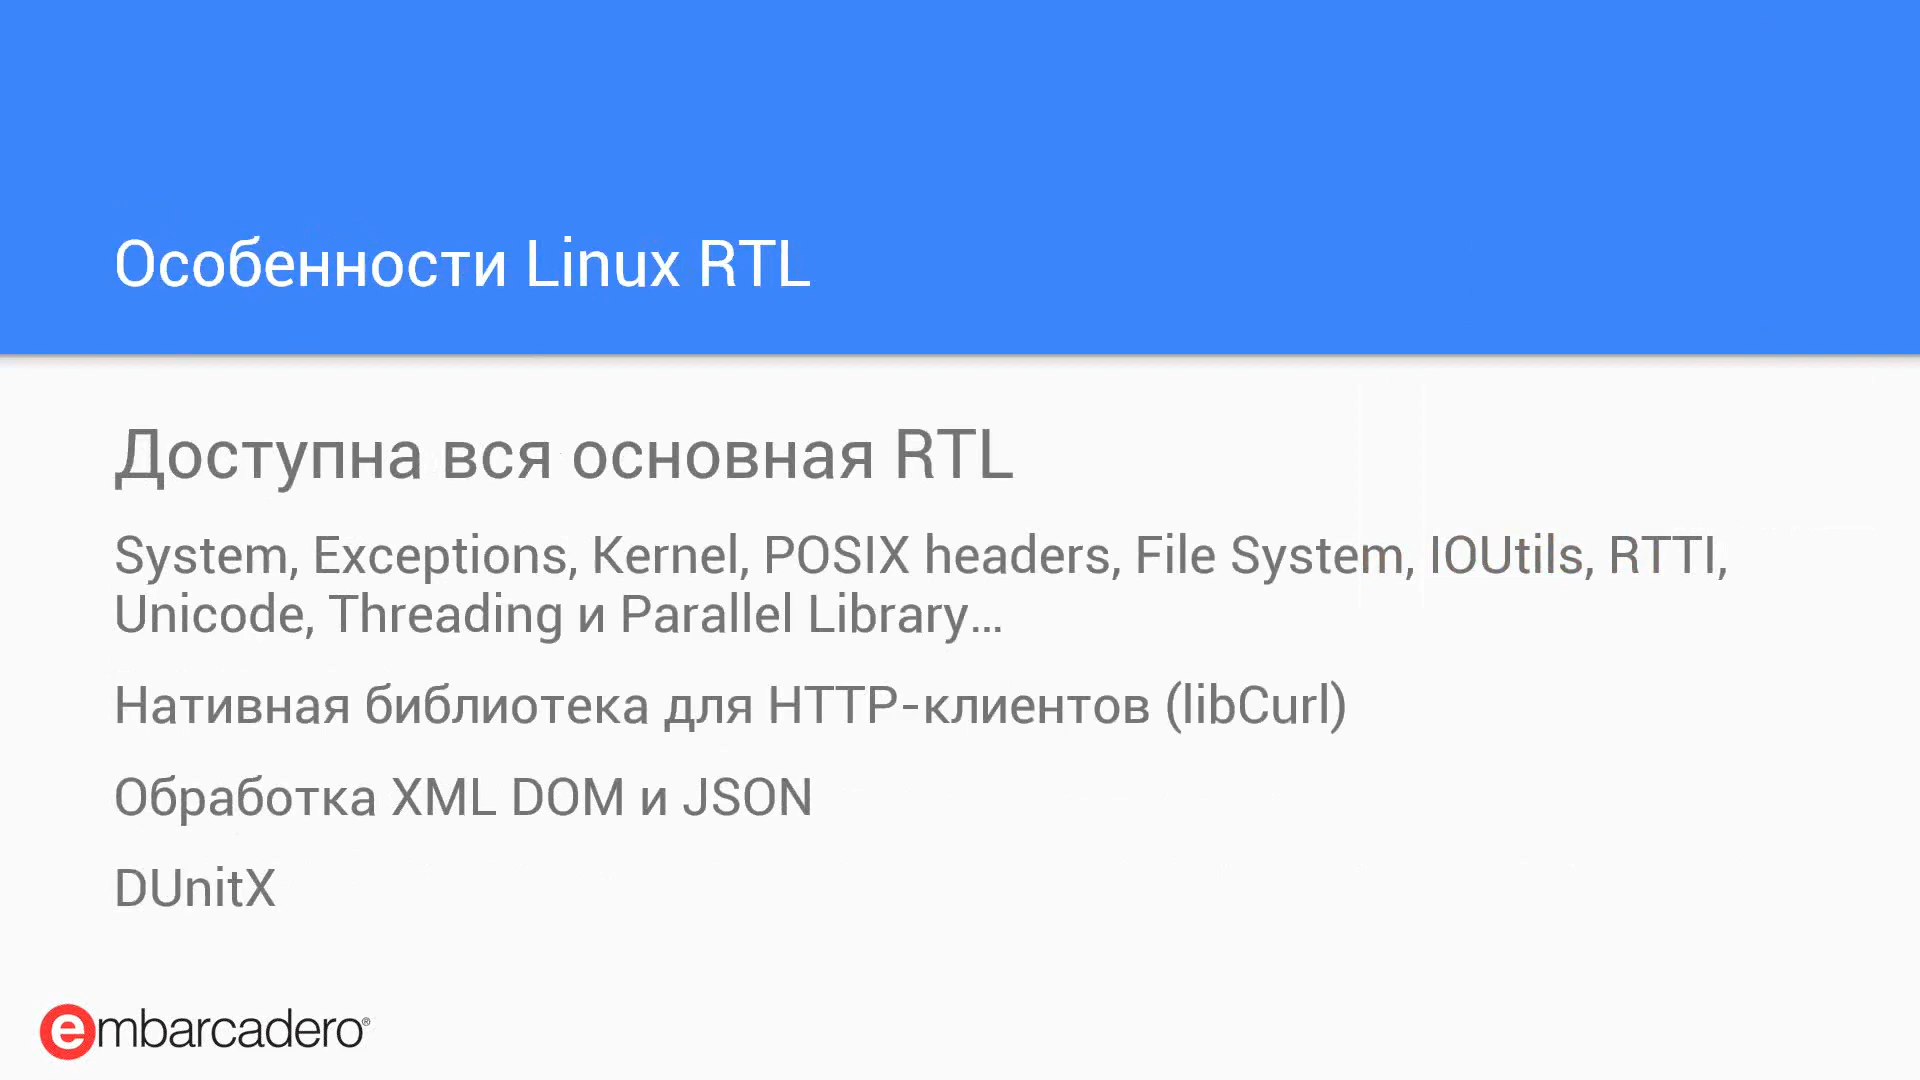 Особенности Linux RTL
Доступна вся основная RTL
System, Exceptions, Kernel, POSIX headers, File System, IOUtils, RTTI,
Unicode, Threading и Parallel Library…
Нативная библиотека для HTTP-клиентов (libCurl)
Обработка XML DOM и JSON
DUnitX
embarcadero®